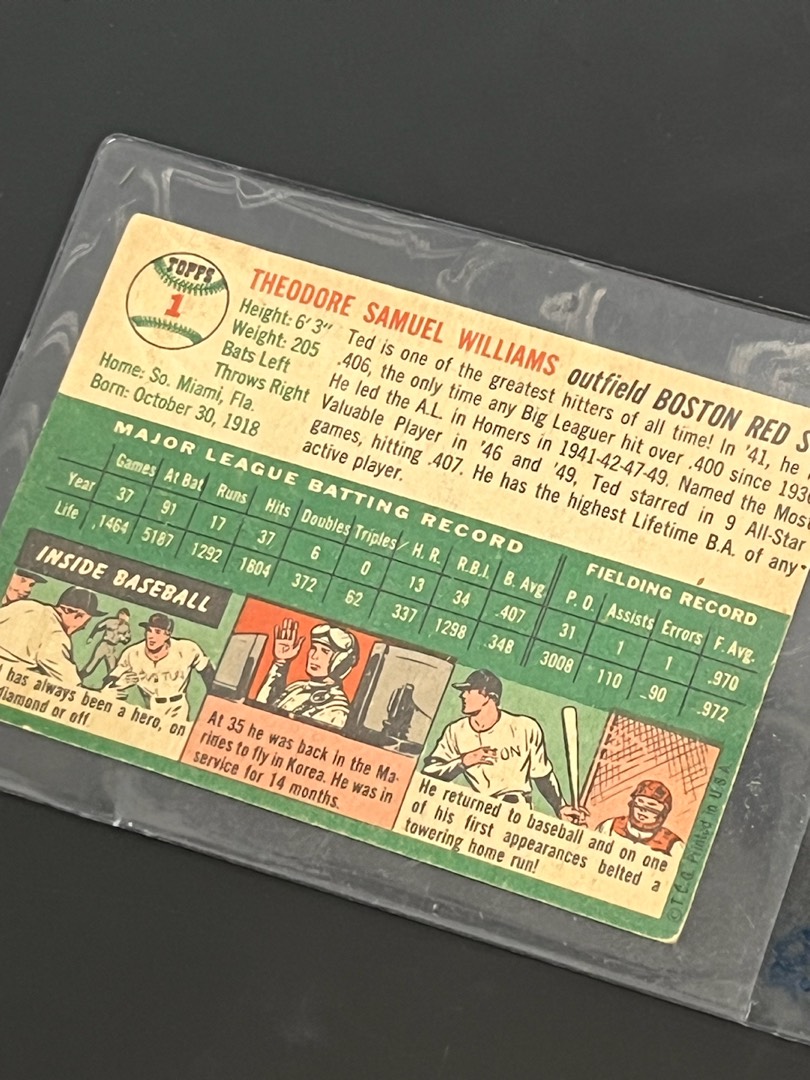 TOPPS
1
THEODORE SAMUEL WILLIAMS outfield BOSTON RED S
Height: 6' 3"
Weight: 205
Bats Left
Throws Right
Home: So. Miami, Fla.
Born: October 30, 1918
Ted is one of the greatest hitters of all time! In '41, he
.406, the only time any Big Leaguer hit over .400 since
He led the A.L. in Homers in 1941-42-47-49. Named the Most
Valuable Player in '46 and '49, Ted starred in 9 All-Star
games, hitting .407. He has the highest Lifetime B.A. of any
active player.
MAJOR LEAGUE BATTING RECORD FIELDING RECORD
Games At Bat Runs Hits Doubles Triples H. R. R.B.I. B. Avg. P. O. Assists Errors F. Avg.
Year 37 91 17 37 6 0 13 34 .407 31 1 1 .970
Life 1464 5187 1292 1804 372 62 337 1298 .348 3008 110 90 .972
INSIDE BASEBALL
has always been a hero, on
diamond or off.
At 35 he was back in the Ma-
rines to fly in Korea. He was in
service for 14 months.
ON
He returned to baseball and on one
of his first appearances belted a
towering home run!
© T.C.G. Printed in U.S.A.